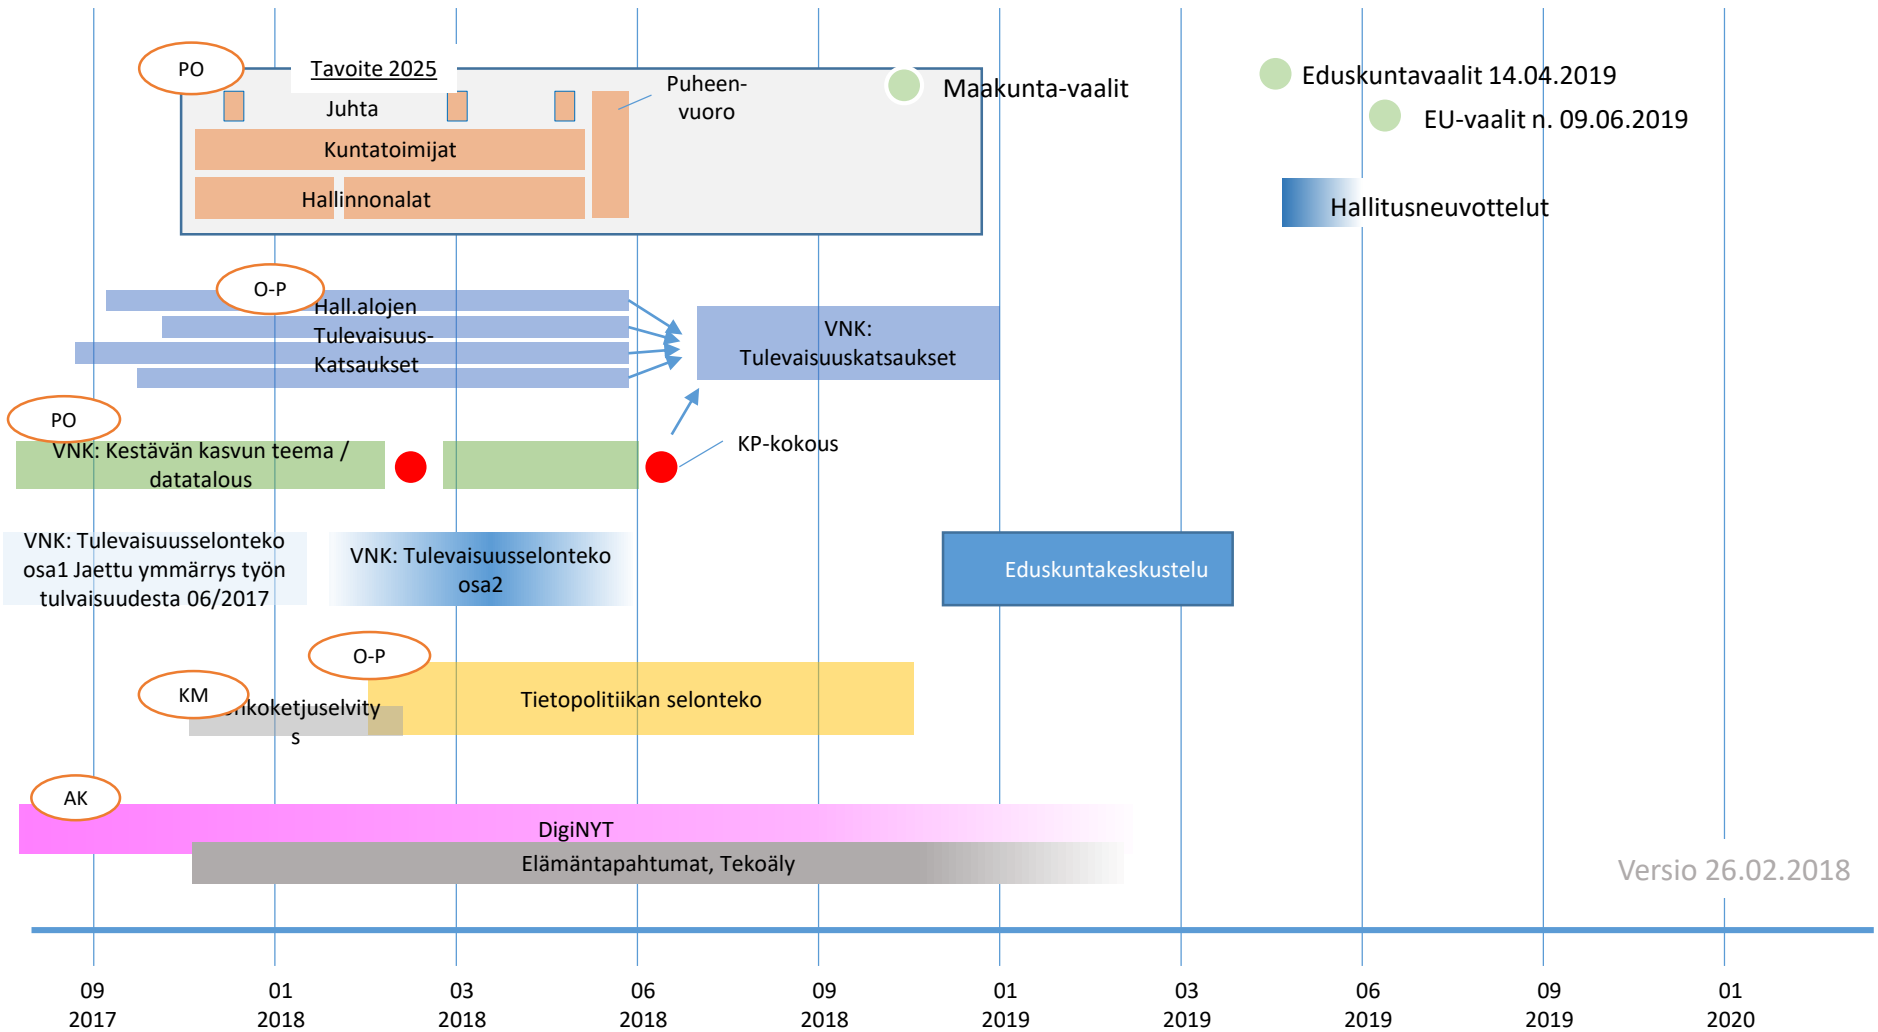 PO
Tavoite 2025
Juhta
Kuntatoimijat
Hallinnonalat
Puheen-
vuoro
Maakunta-vaalit
Eduskuntavaalit 14.04.2019
EU-vaalit n. 09.06.2019
Hallitusneuvottelut
O-P
Hall.alojen
Tulevaisuus-
Katsaukset
VNK:
Tulevaisuuskatsaukset
PO
VNK: Kestävän kasvun teema /
datatalous
KP-kokous
VNK: Tulevaisuusselonteko
osa1 Jaettu ymmärrys työn
tulvaisuudesta 06/2017
VNK: Tulevaisuusselonteko
osa2
Eduskuntakeskustelu
O-P
KM
Tietopolitiikan selonteko
AK
DigiNYT
Elämäntapahtumat, Tekoäly
Versio 26.02.2018
09
2017
01
2018
03
2018
06
2018
09
2018
01
2019
03
2019
06
2019
09
2019
01
2020